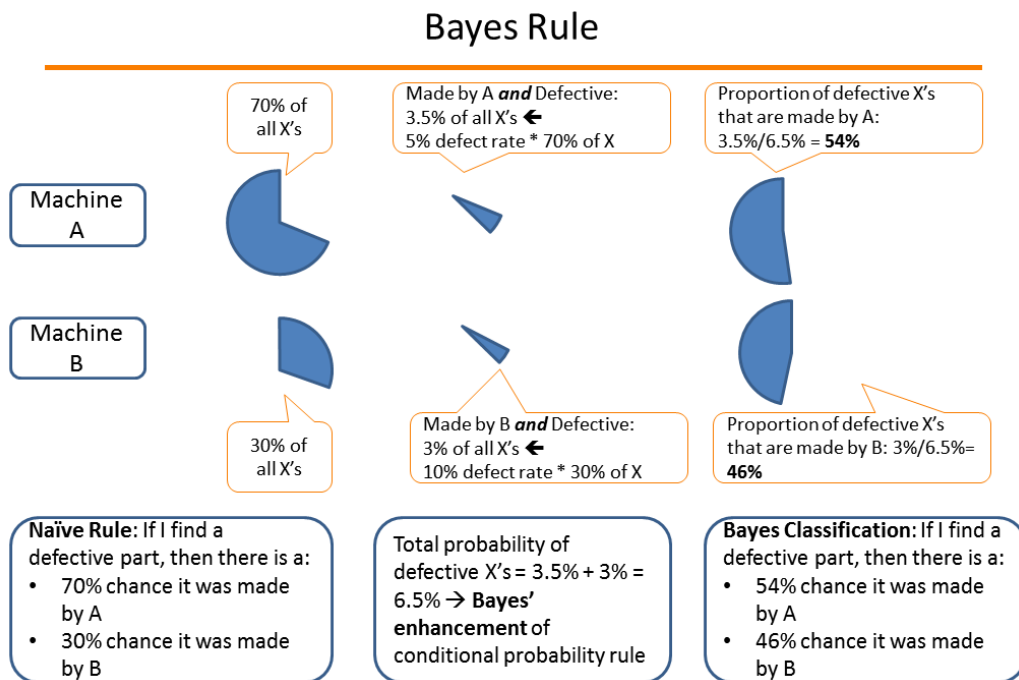 Bayes Rule
70% of
all X's
Made by A and Defective:
3.5% of all X's 🡸
5% defect rate * 70% of X
Proportion of defective X's
that are made by A:
3.5%/6.5% = 54%
Machine
A
Machine
B
30% of
all X's
Made by B and Defective:
3% of all X's 🡸
10% defect rate * 30% of X
Proportion of defective X's
that are made by B: 3%/6.5%=
46%
Naïve Rule: If I find a
defective part, then there is a:
• 70% chance it was made
by A
• 30% chance it was made
by B
Total probability of
defective X's = 3.5% + 3% =
6.5% → Bayes'
enhancement of
conditional probability rule
Bayes Classification: If I find a
defective part, then there is a:
• 54% chance it was made
by A
• 46% chance it was made
by B